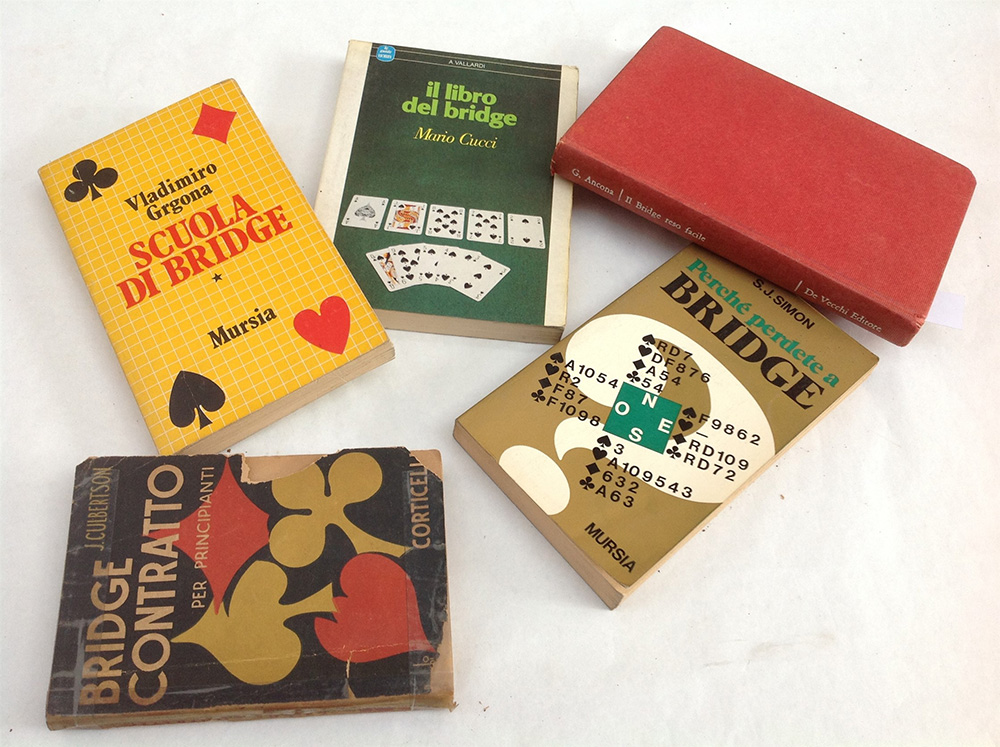 Vladimiro
Grgona
SCUOLA
DI BRIDGE
*
Mursia
A. VALLARDI
il libro
del bridge
Mario Cucci
G. Ancona | Il Bridge reso facile | De Vecchi Editore
S.J. SIMON
Perché perdete a
BRIDGE
♠RD7
♥DF876
♦A54
♣54
♠A1054
♥R2
♦F87
♣F1098
N
O E
S
♠F9862
♥—
♦RD109
♣RD72
♠3
♥A109543
♦632
♣A63
MURSIA
J. CULBERTSON
BRIDGE
CONTRATTO
PER PRINCIPIANTI
CORTICELLI